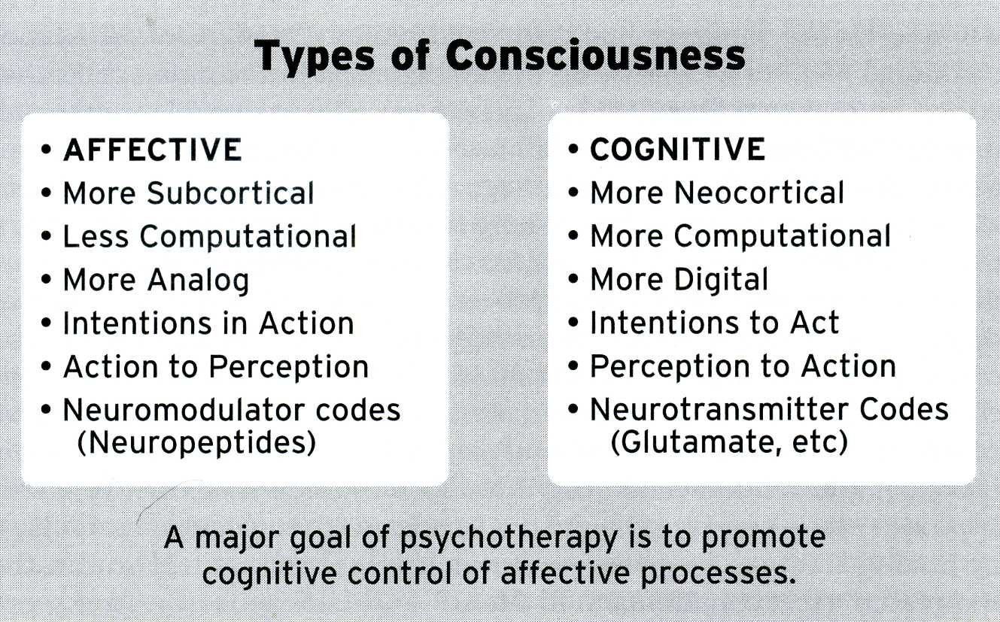 Types of Consciousness
• AFFECTIVE
• More Subcortical
• Less Computational
• More Analog
• Intentions in Action
• Action to Perception
• Neuromodulator codes
(Neuropeptides)
• COGNITIVE
• More Neocortical
• More Computational
• More Digital
• Intentions to Act
• Perception to Action
• Neurotransmitter Codes
(Glutamate, etc)
A major goal of psychotherapy is to promote
cognitive control of affective processes.